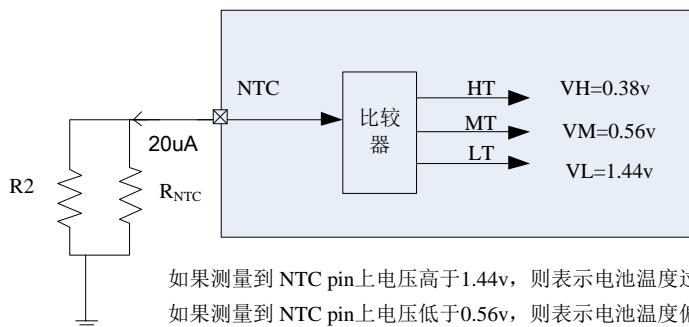 NTC
HT
VH=0.38v
比较
器
MT
VM=0.56v
20uA
LT
VL=1.44v
R2
RNTC
如果测量到 NTC pin上电压高于1.44v，则表示电池温度过
如果测量到 NTC pin上电压低于0.56v，则表示电池温度偏